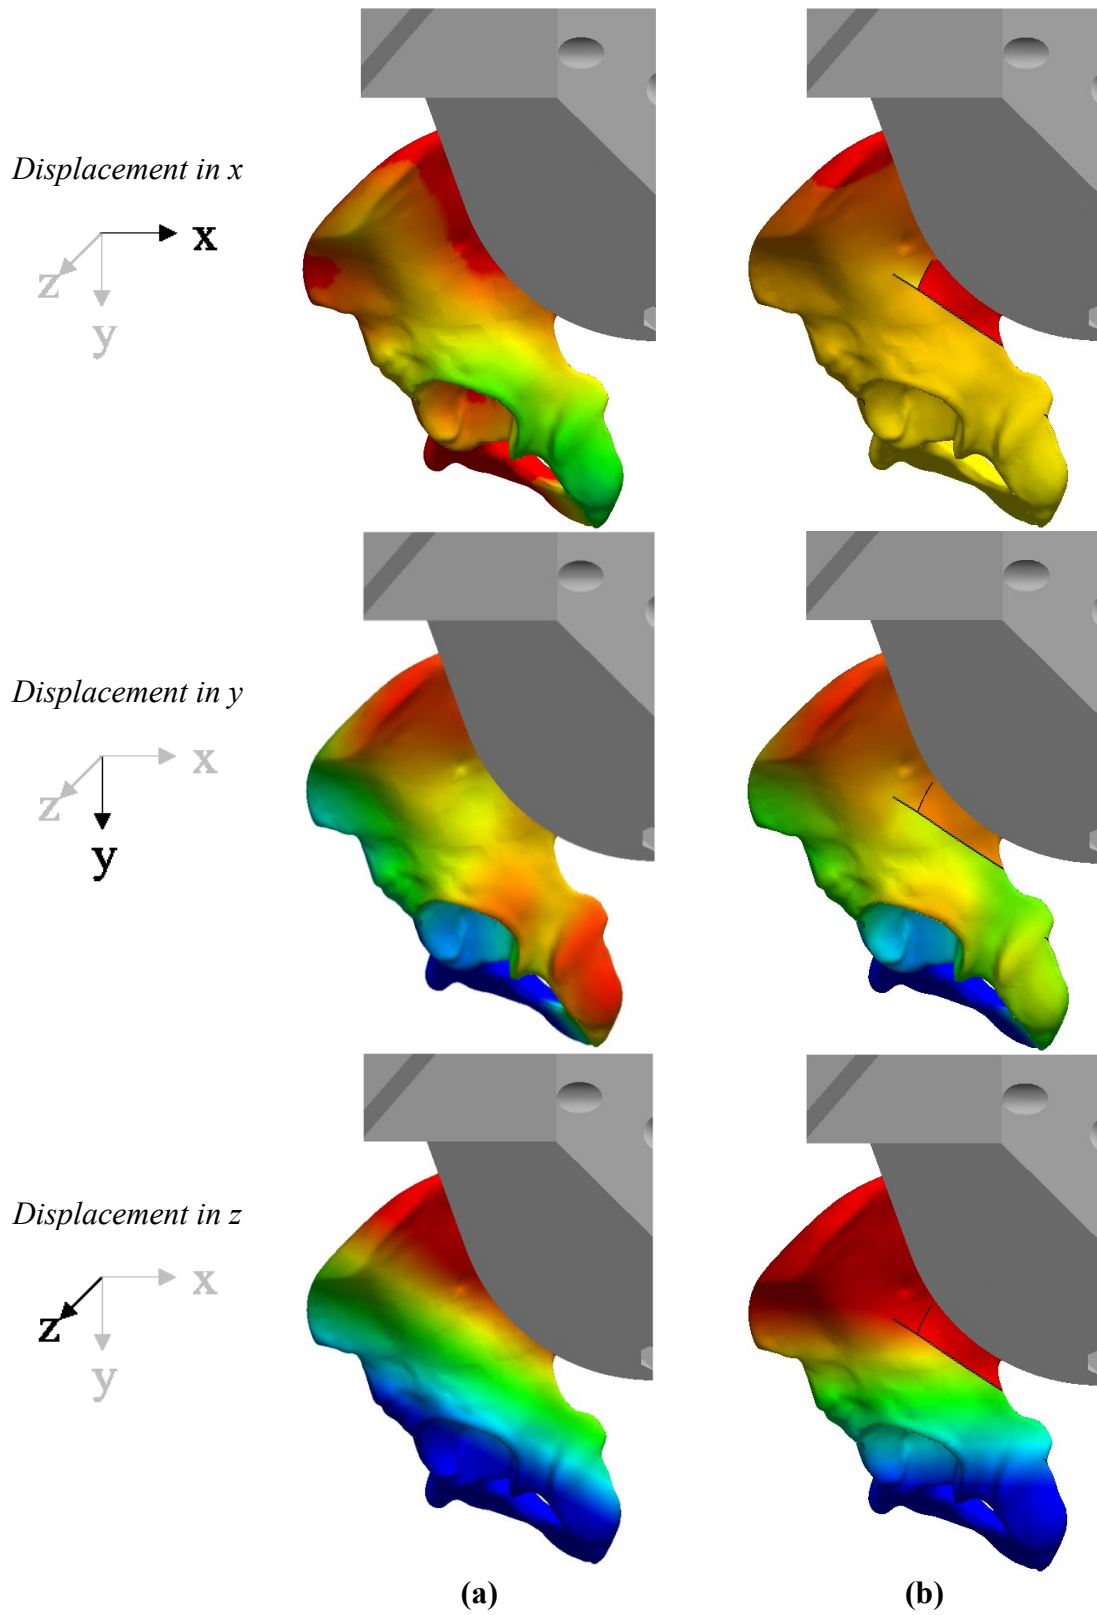 Displacement in x
x
z
y
Displacement in y
x
z
y
Displacement in z
x
z
y
(a)
(b)